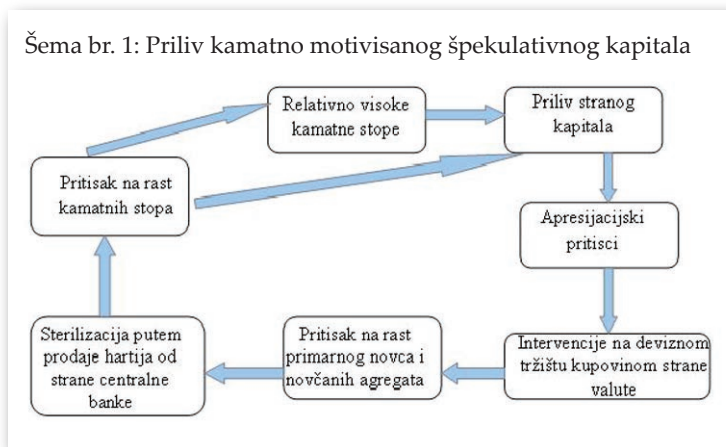 Šema br. 1: Priliv kamatno motivisanog špekulativnog kapitala
Relativno visoke
kamatne stope
Priliv stranog
kapitala
Pritisak na rast
kamatnih stopa
Apresijacijski
pritisci
Sterilizacija putem
prodaje hartija od
strane centralne
banke
Pritisak na rast
primarnog novca i
novčanih agregata
Intervencije na deviznom
tržištu kupovinom strane
valute